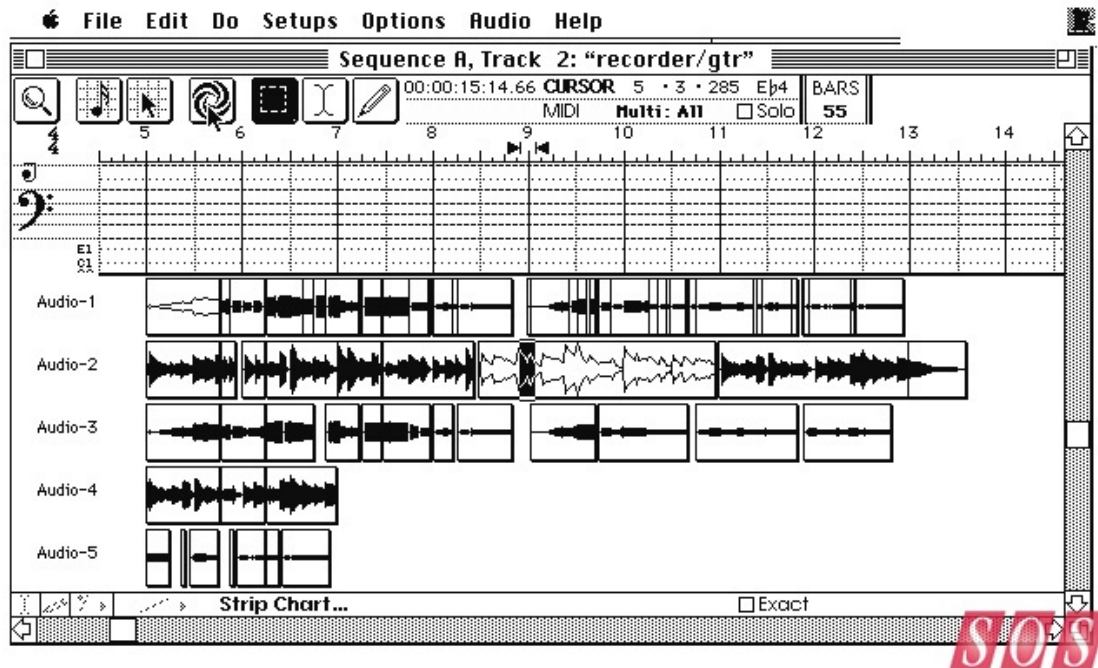 File Edit Do Setups Options Audio Help
Sequence A, Track 2: “recorder/gtr”
00:00:15:14.66 CURSOR 5 · 3 · 285 E♭4 BARS
MIDI Multi: All Solo 55
4 5 6 7 8 9 10 11 12 13 14
4
E1
C1
Audio-1
Audio-2
Audio-3
Audio-4
Audio-5
Strip Chart... Exact
SOS